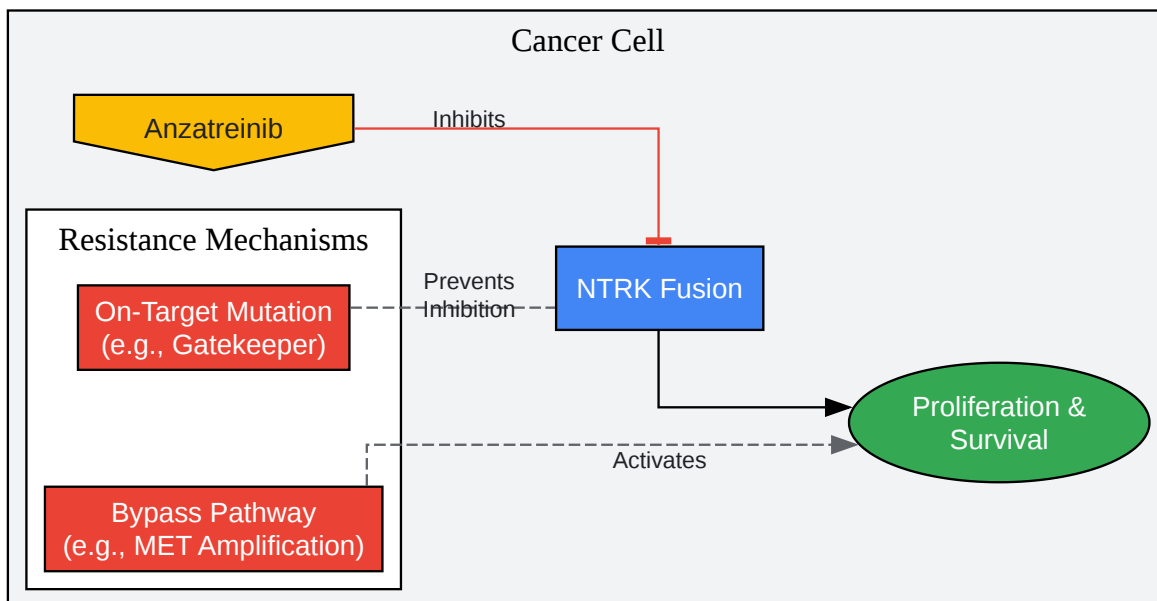 Cancer Cell
Anzatreinib
Inhibits
Resistance Mechanisms
On-Target Mutation
(e.g., Gatekeeper)
Prevents
Inhibition
NTRK Fusion
Proliferation &
Survival
Activates
Bypass Pathway
(e.g., MET Amplification)